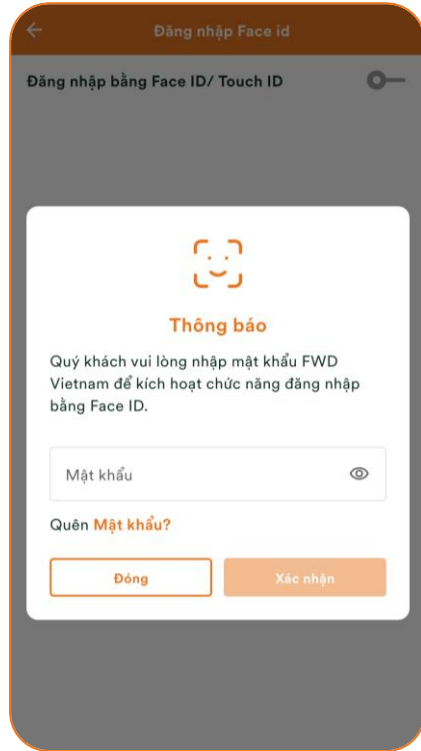 Đăng nhập Face id
Đăng nhập bằng Face ID/ Touch ID
Thông báo
Quý khách vui lòng nhập mật khẩu FWD
Vietnam để kích hoạt chức năng đăng nhập
bằng Face ID.
Mật khẩu
Quên Mật khẩu?
Đóng
Xác nhận